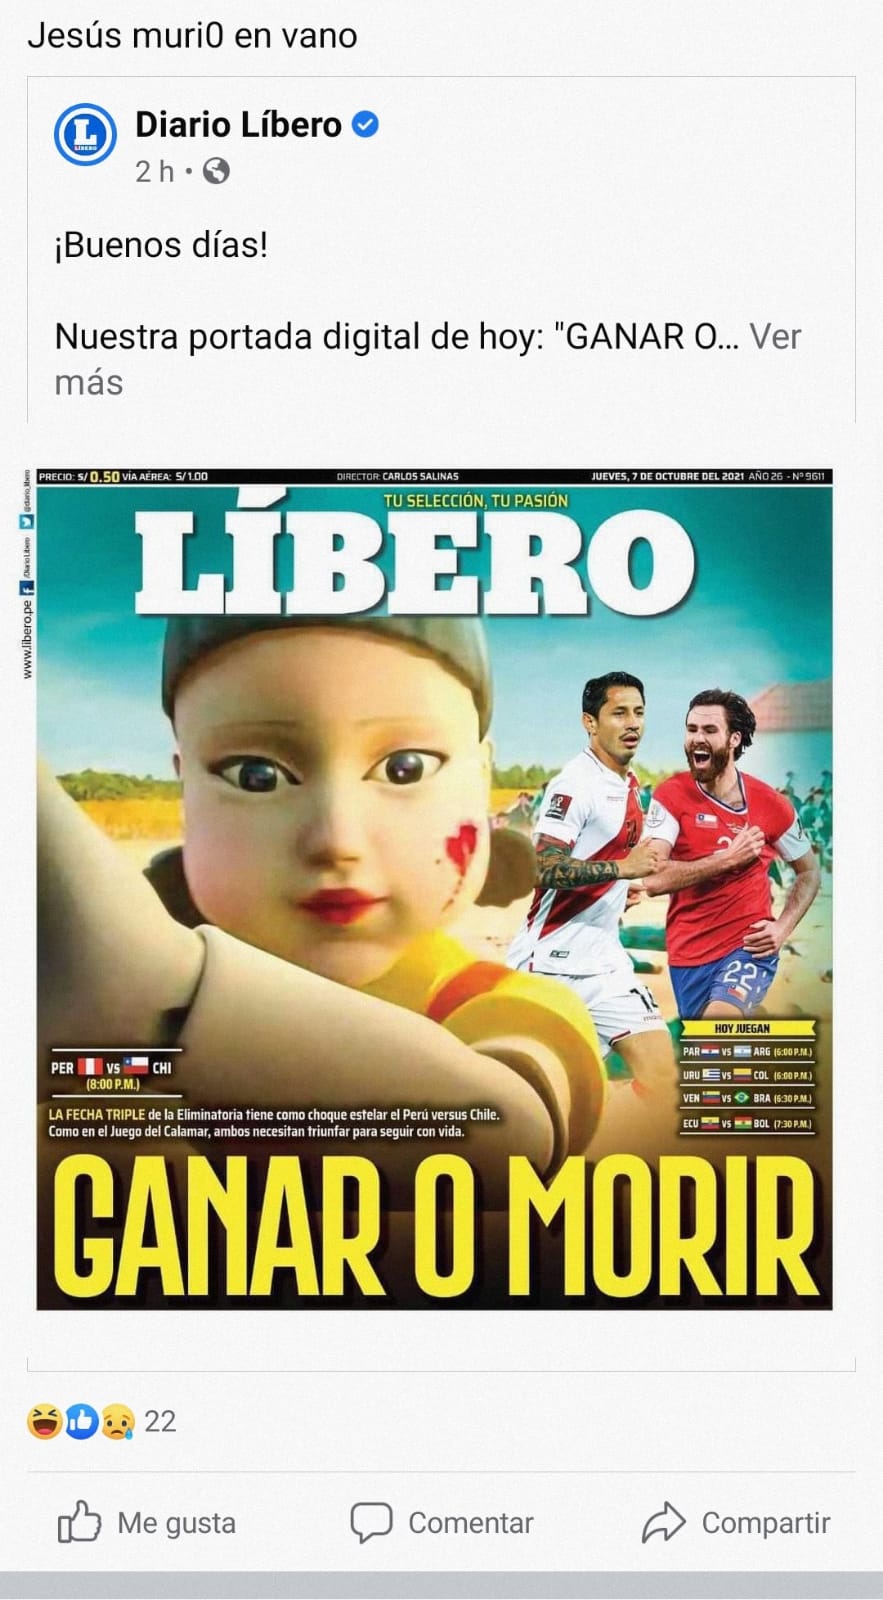 Jesús muri0 en vano
Diario Líbero
2 h
¡Buenos días!
Nuestra portada digital de hoy: "GANAR O... Ver
más
PRECIO: S/ 0.50 VÍA AÉREA: S/1.00
DIRECTOR: CARLOS SALINAS
JUEVES, 7 DE OCTUBRE DEL 2021 AÑO 26 - Nº 9611
www.libero.pe /Diario Libero @diario_libero
TU SELECCIÓN, TU PASIÓN
LÍBERO
22
HOY JUEGAN
PAR VS ARG (6:00 P.M.)
URU VS COL (6:00 P.M.)
VEN VS BRA (6:30 P.M.)
ECU VS BOL (7:30 P.M.)
PER VS CHI
(8:00 P.M.)
LA FECHA TRIPLE de la Eliminatoria tiene como choque estelar el Perú versus Chile.
Como en el Juego del Calamar, ambos necesitan triunfar para seguir con vida.
GANAR O MORIR
22
Me gusta
Comentar
Compartir